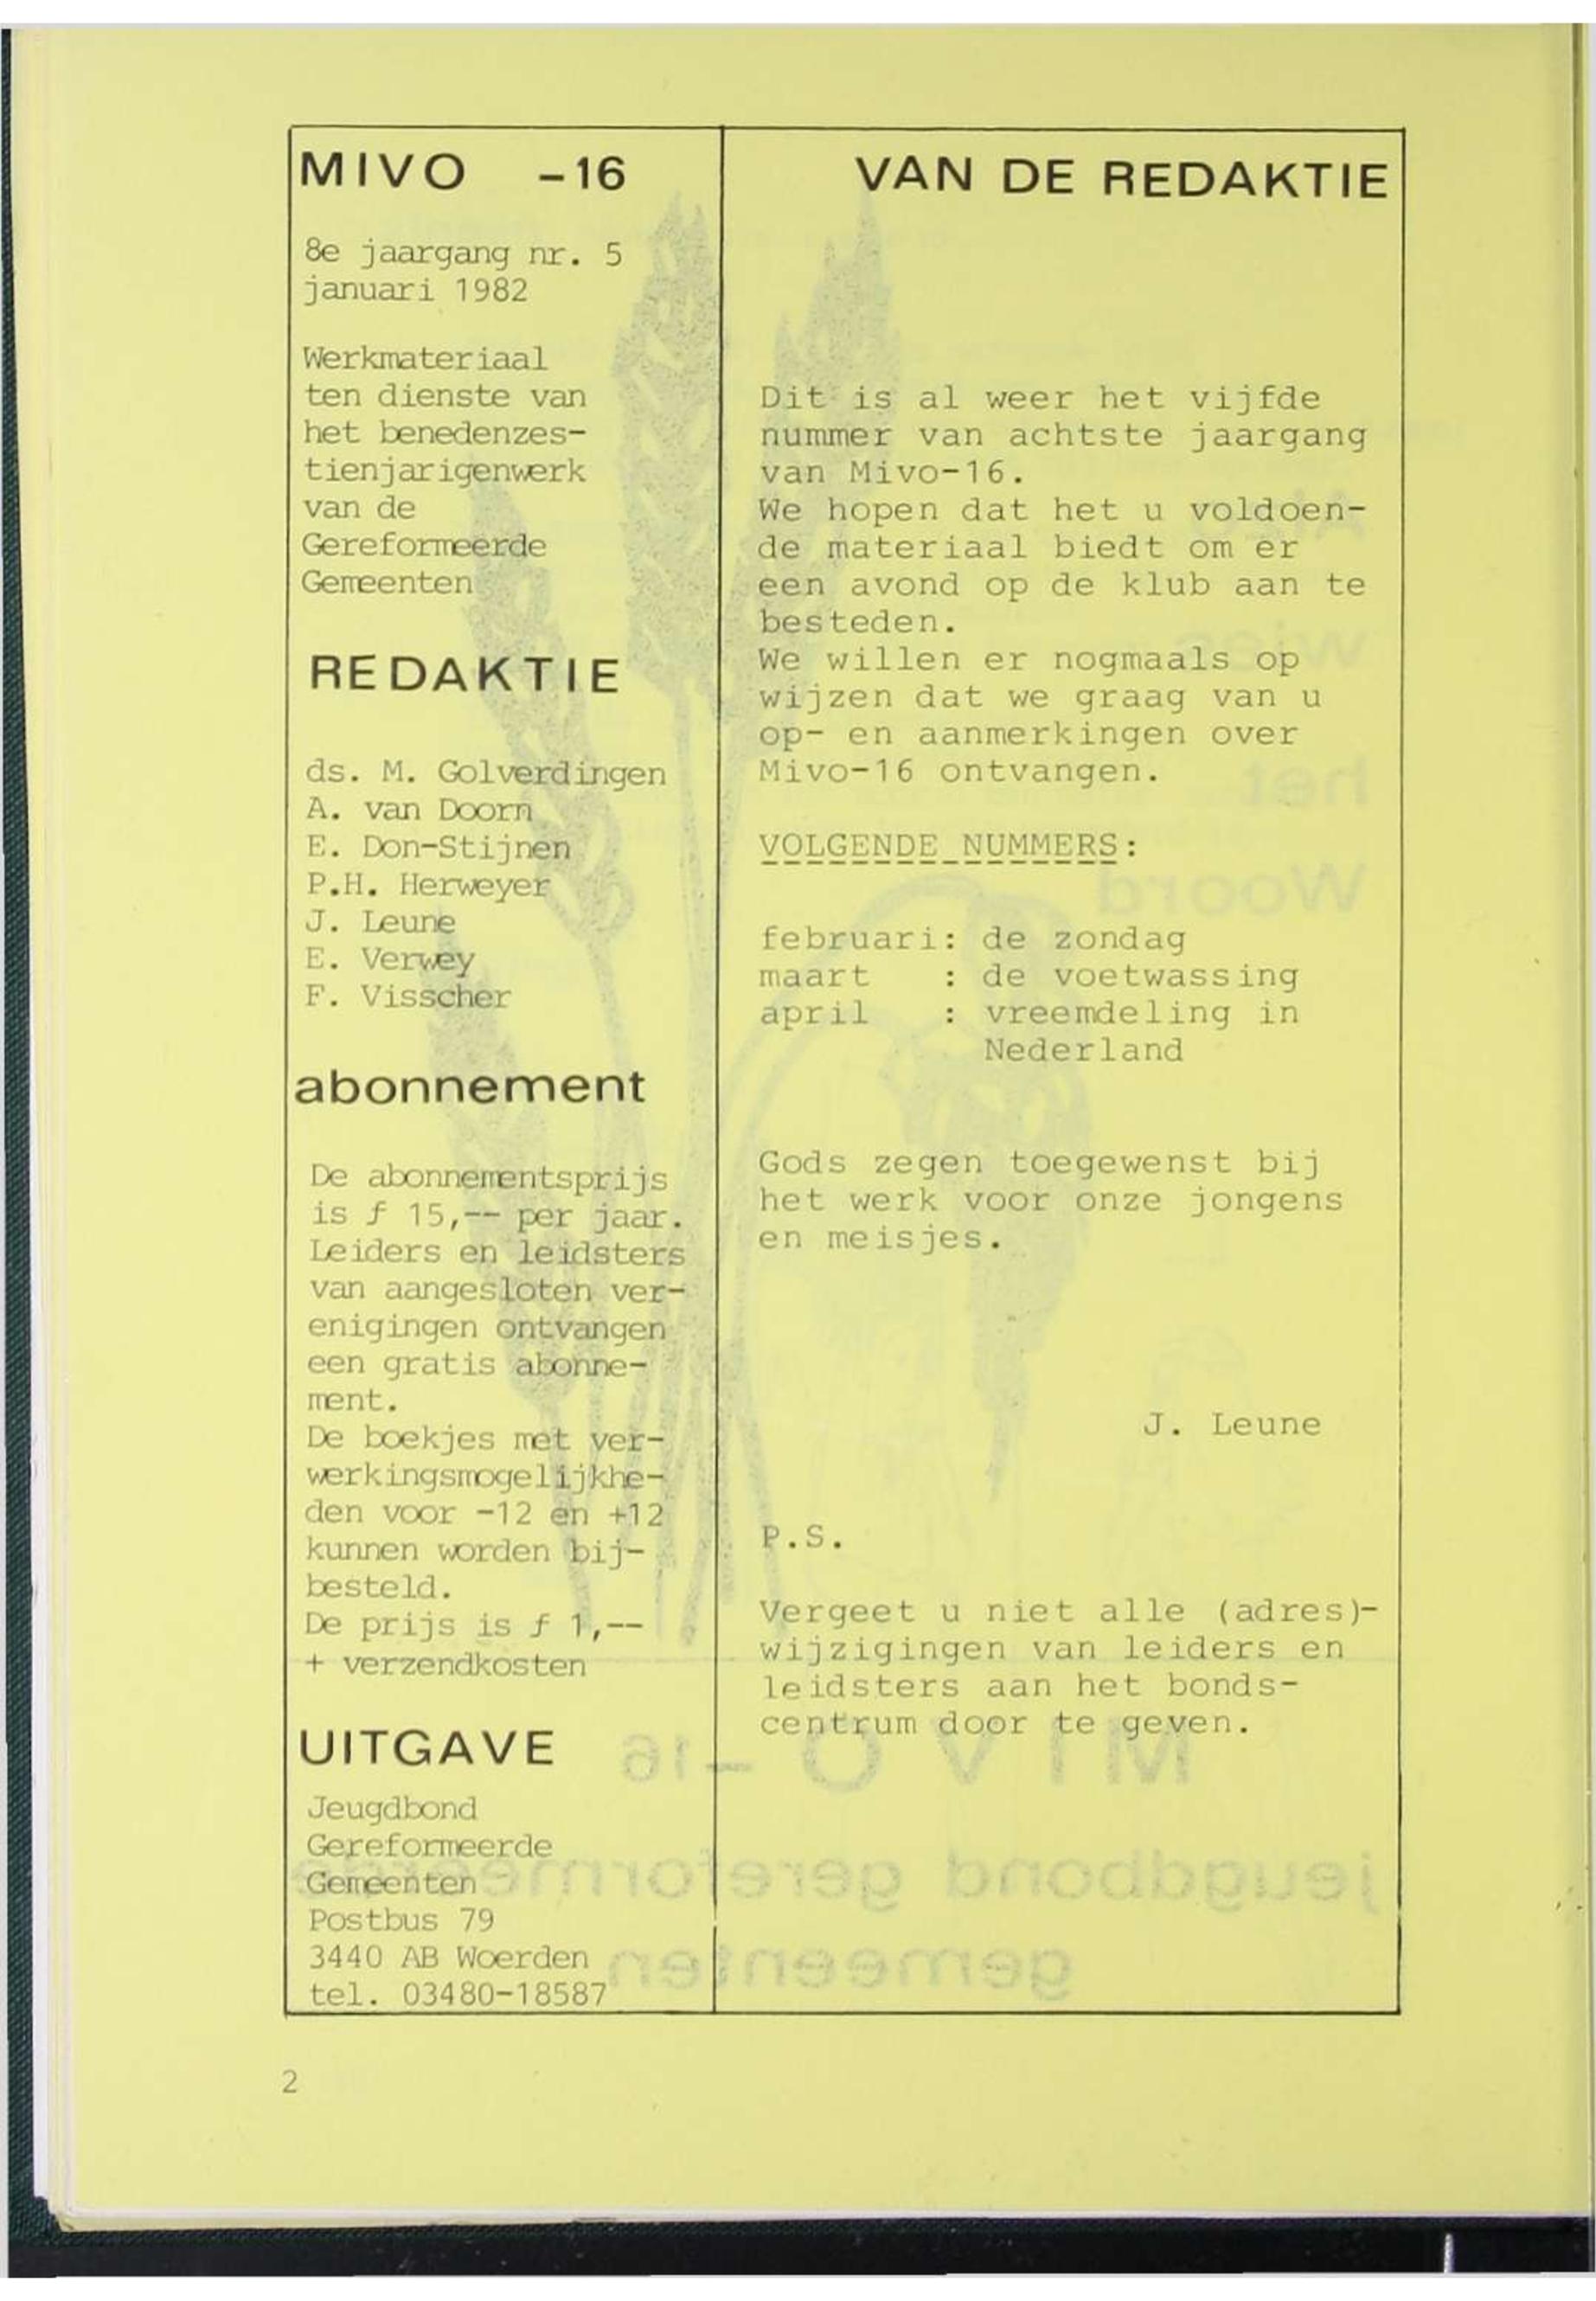 MIVO -16
8e jaargang nr. 5
januari 1982
Werkmateriaal
ten dienste van
het benedenzes-
tienjarigenwerk
van de
Gereformeerde
Gemeenten
REDAKTIE
ds. M. Golverdingen
A. van Doorn
E. Don-Stijnen
P.H. Herweyer
J. Leune
E. Verwey
F. Visscher
abonnement
De abonnementsprijs
is ƒ 15,-- per jaar.
Leiders en leidsters
van aangesloten ver-
enigingen ontvangen
een gratis abonne-
ment.
De boekjes met ver-
werkingsmogelijkhe-
den voor -12 en +12
kunnen worden bij-
besteld.
De prijs is ƒ 1,--
+ verzendkosten
UITGAVE
Jeugdbond
Gereformeerde
Gemeenten
Postbus 79
3440 AB Woerden
tel. 03480-18587
VAN DE REDAKTIE
Dit is al weer het vijfde
nummer van achtste jaargang
van Mivo-16.
We hopen dat het u voldoen-
de materiaal biedt om er
een avond op de klub aan te
besteden.
We willen er nogmaals op
wijzen dat we graag van u
op- en aanmerkingen over
Mivo-16 ontvangen.
VOLGENDE NUMMERS:
februari: de zondag
maart : de voetwassing
april : vreemdeling in
Nederland
Gods zegen toegewenst bij
het werk voor onze jongens
en meisjes.
J. Leune
P.S.
Vergeet u niet alle (adres)-
wijzigingen van leiders en
leidsters aan het bonds-
centrum door te geven.
2